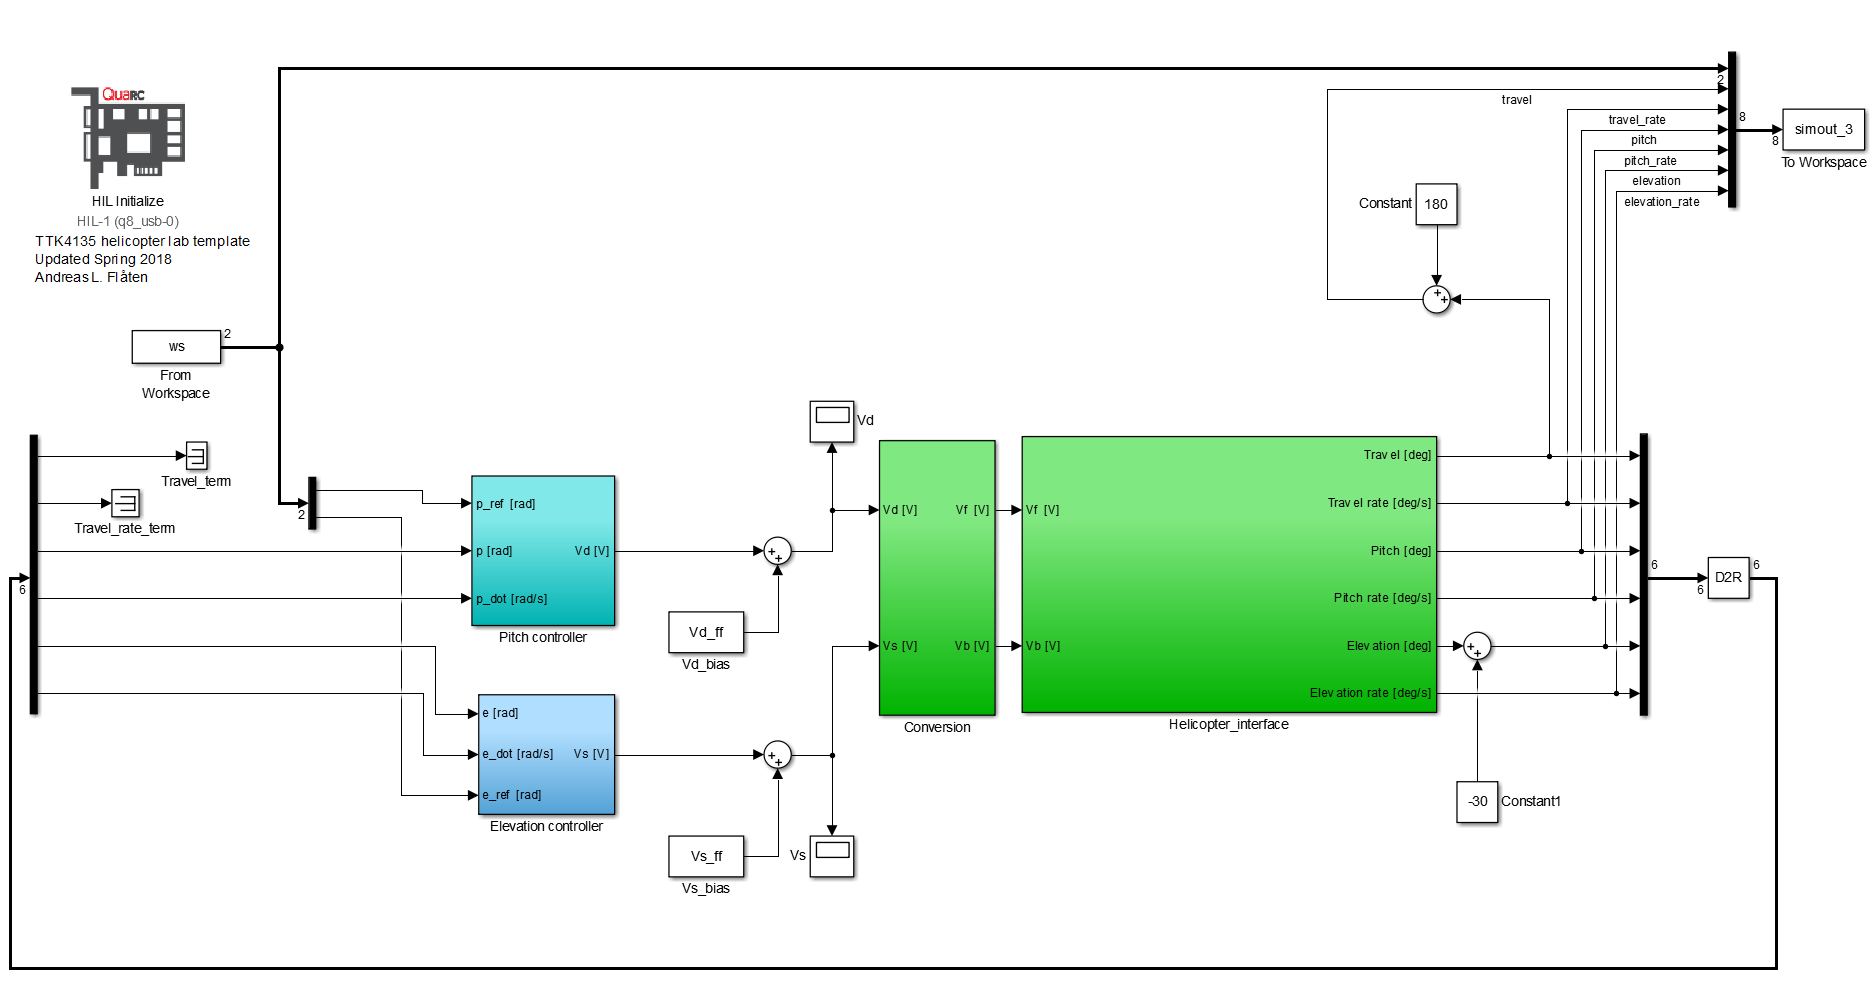 QuaRC
HIL Initialize
HIL-1 (q8_usb-0)
TTK4135 helicopter lab template
Updated Spring 2018
Andreas L. Flåten
ws
2
From
Workspace
Travel_term
Travel_rate_term
6
2
p_ref [rad]
p [rad]
p_dot [rad/s]
Vd [V]
Pitch controller
e [rad]
e_dot [rad/s]
e_ref [rad]
Vs [V]
Elevation controller
Vd_ff
Vd_bias
Vs_ff
Vs_bias
Vd
Vs
Vd [V]
Vs [V]
Vf [V]
Vb [V]
Conversion
Vf [V]
Vb [V]
Travel [deg]
Travel rate [deg/s]
Pitch [deg]
Pitch rate [deg/s]
Elevation [deg]
Elevation rate [deg/s]
Helicopter_interface
Constant
180
-30
Constant1
6
6
D2R
6
2
travel
travel_rate
pitch
pitch_rate
elevation
elevation_rate
8
8
simout_3
To Workspace